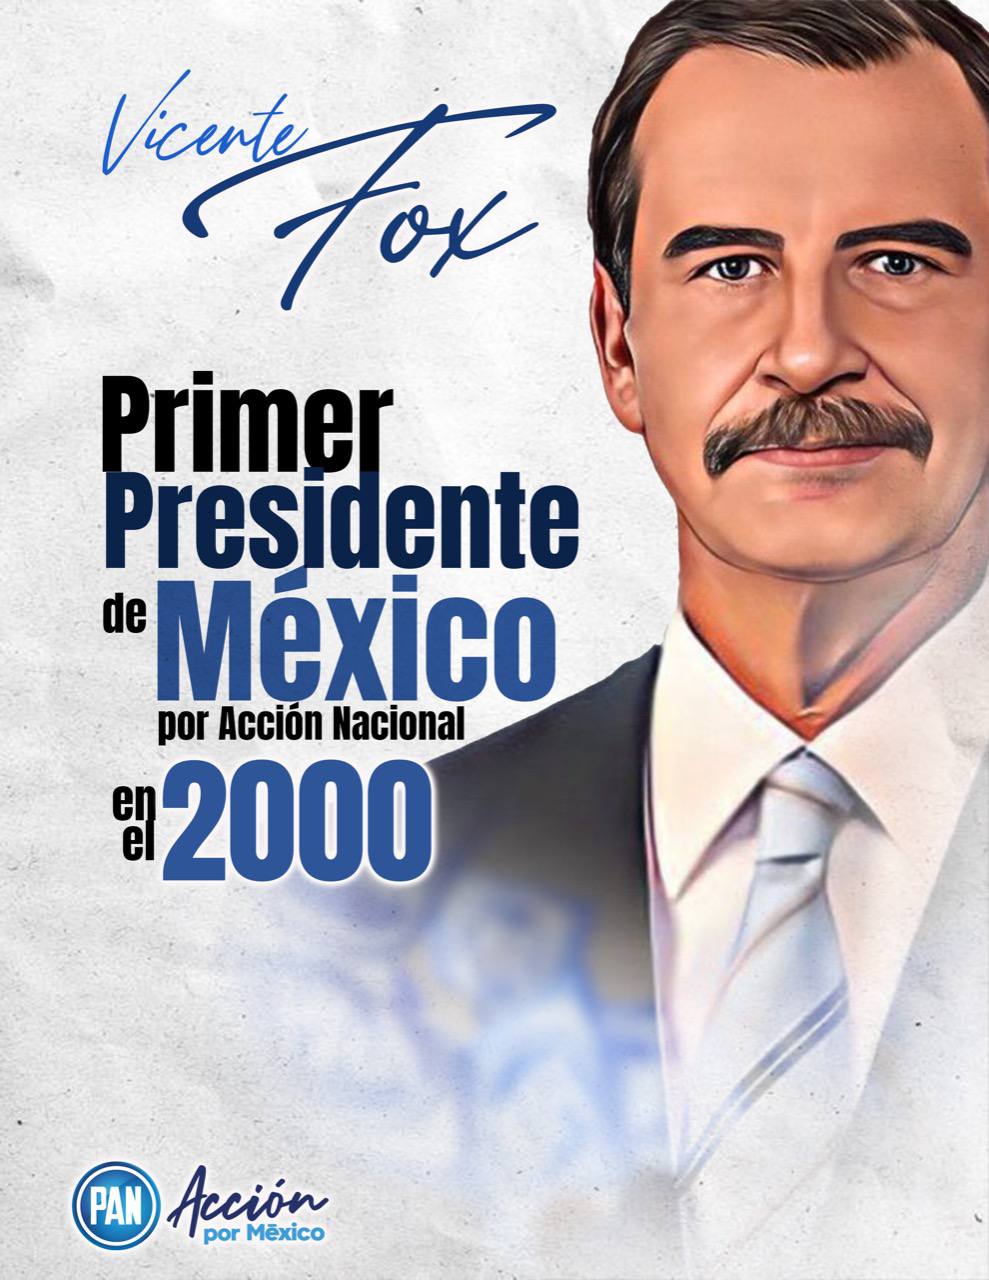 Vicente
Fox
Primer
Presidente
de México
por Acción Nacional
en
el 2000
PAN Acción
por México